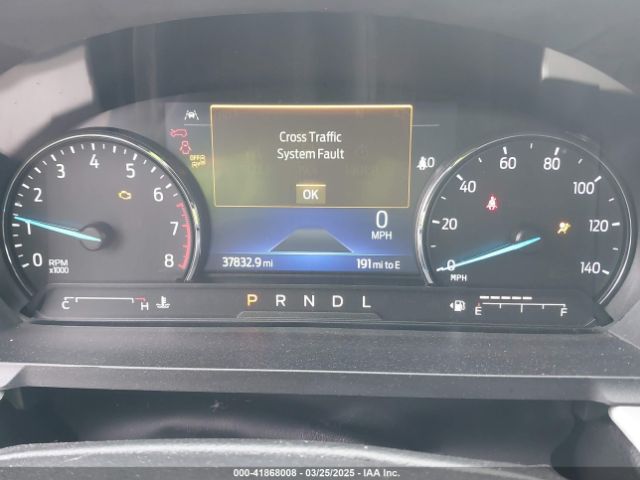 Cross Traffic
System Fault
OK
0
MPH
37832.9 mi
191 mi to E
0 1 2 3 4 5 6 7 8
RPM
x1000
0 20 40 60 80 100 120 140
MPH
C H
P R N D L
E F
OFF
000-41868008 • 03/25/2025 • IAA Inc.